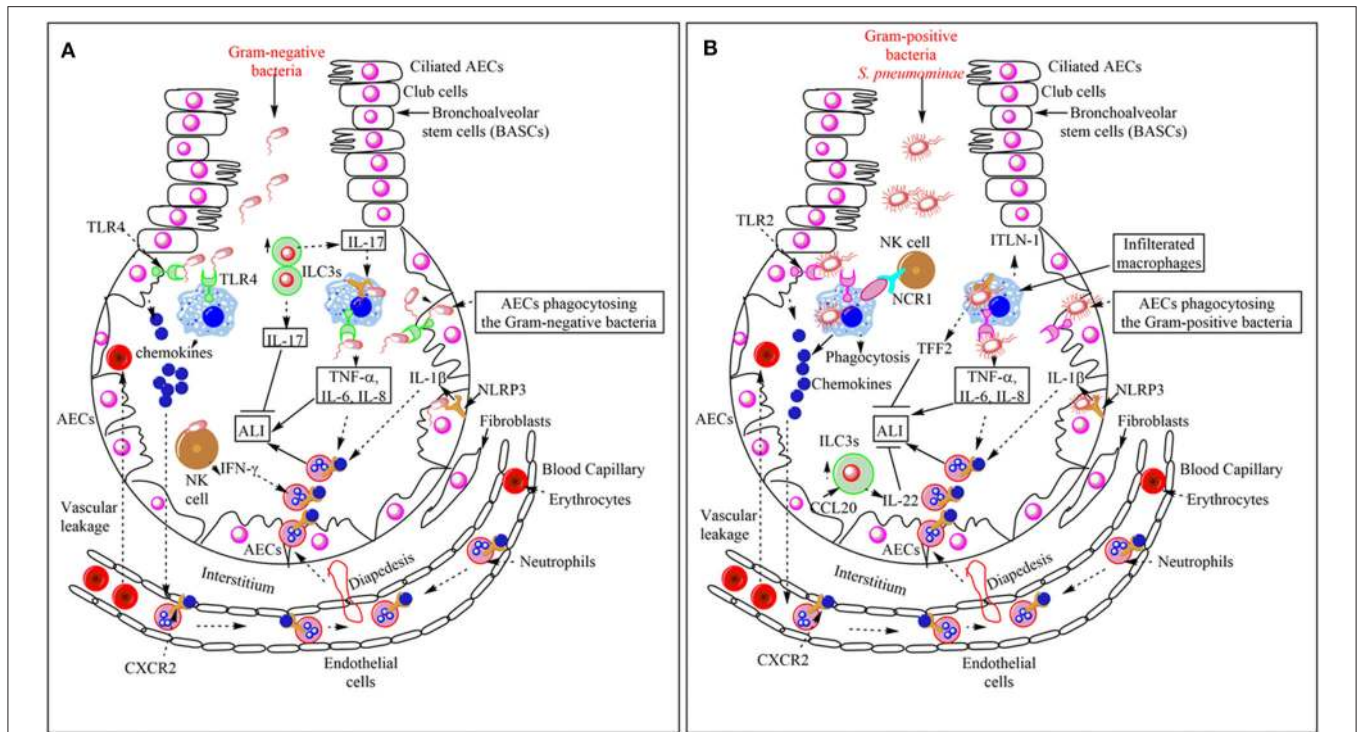 A
Gram-negative
bacteria
Ciliated AECs
Club cells
Bronchoalveolar
stem cells (BASCs)
TLR4
TLR4
IL-17
ILC3s
AECs phagocytosing
the Gram-negative bacteria
chemokines
IL-17
TNF-α,
IL-6, IL-8
IL-1β
NLRP3
Fibroblasts
AECs
ALI
NK
cell
IFN-γ
Blood Capillary
Erythrocytes
Vascular
leakage
AECs
Neutrophils
Interstitium
Diapedesis
CXCR2
Endothelial
cells
B
Gram-positive
bacteria
S. pneumominae
Ciliated AECs
Club cells
Bronchoalveolar
stem cells (BASCs)
TLR2
NK cell
ITLN-1
Infilterated
macrophages
NCR1
AECs phagocytosing
the Gram-positive bacteria
Phagocytosis
TFF2
Chemokines
TNF-α,
IL-6, IL-8
IL-1β
NLRP3
Fibroblasts
AECs
ALI
ILC3s
CCL20
IL-22
Blood Capillary
Erythrocytes
Vascular
leakage
AECs
Neutrophils
Interstitium
Diapedesis
CXCR2
Endothelial
cells